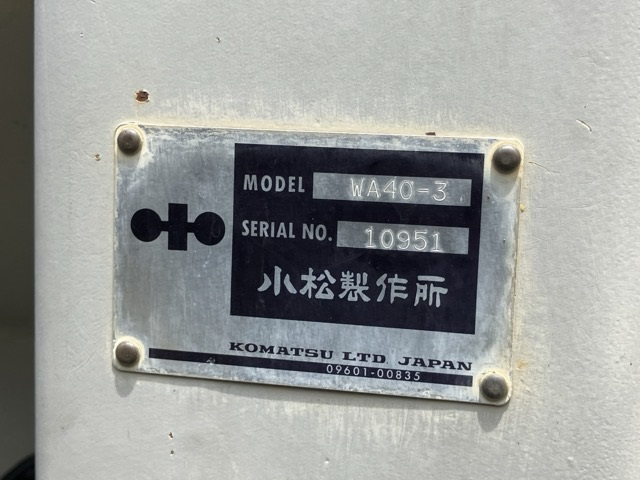 MODEL WA40-3
SERIAL NO. 10951
小松製作所
KOMATSU LTD JAPAN
09601-00835